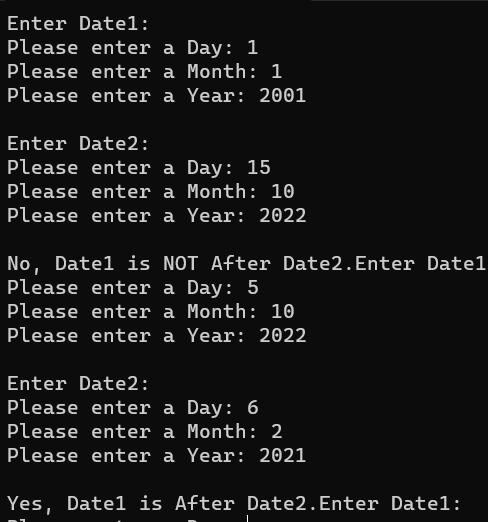 Enter Date1:
Please enter a Day: 1
Please enter a Month: 1
Please enter a Year: 2001
Enter Date2:
Please enter a Day: 15
Please enter a Month: 10
Please enter a Year: 2022
No, Date1 is NOT After Date2.Enter Date1
Please enter a Day: 5
Please enter a Month: 10
Please enter a Year: 2022
Enter Date2:
Please enter a Day: 6
Please enter a Month: 2
Please enter a Year: 2021
Yes, Date1 is After Date2.Enter Date1: